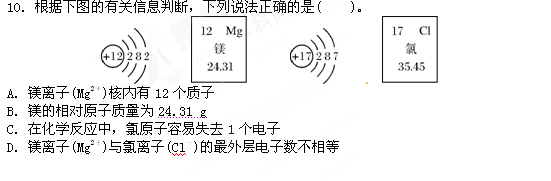 10. 根据下图的有关信息判断，下列说法正确的是(    )。
+12 2 8 2
12 Mg
镁
24.31
+17 2 8 7
17 Cl
氯
35.45
A. 镁离子(Mg²⁺)核内有 12 个质子
B. 镁的相对原子质量为 24.31 g
C. 在化学反应中，氯原子容易失去 1 个电子
D. 镁离子(Mg²⁺)与氯离子(Cl )的最外层电子数不相等